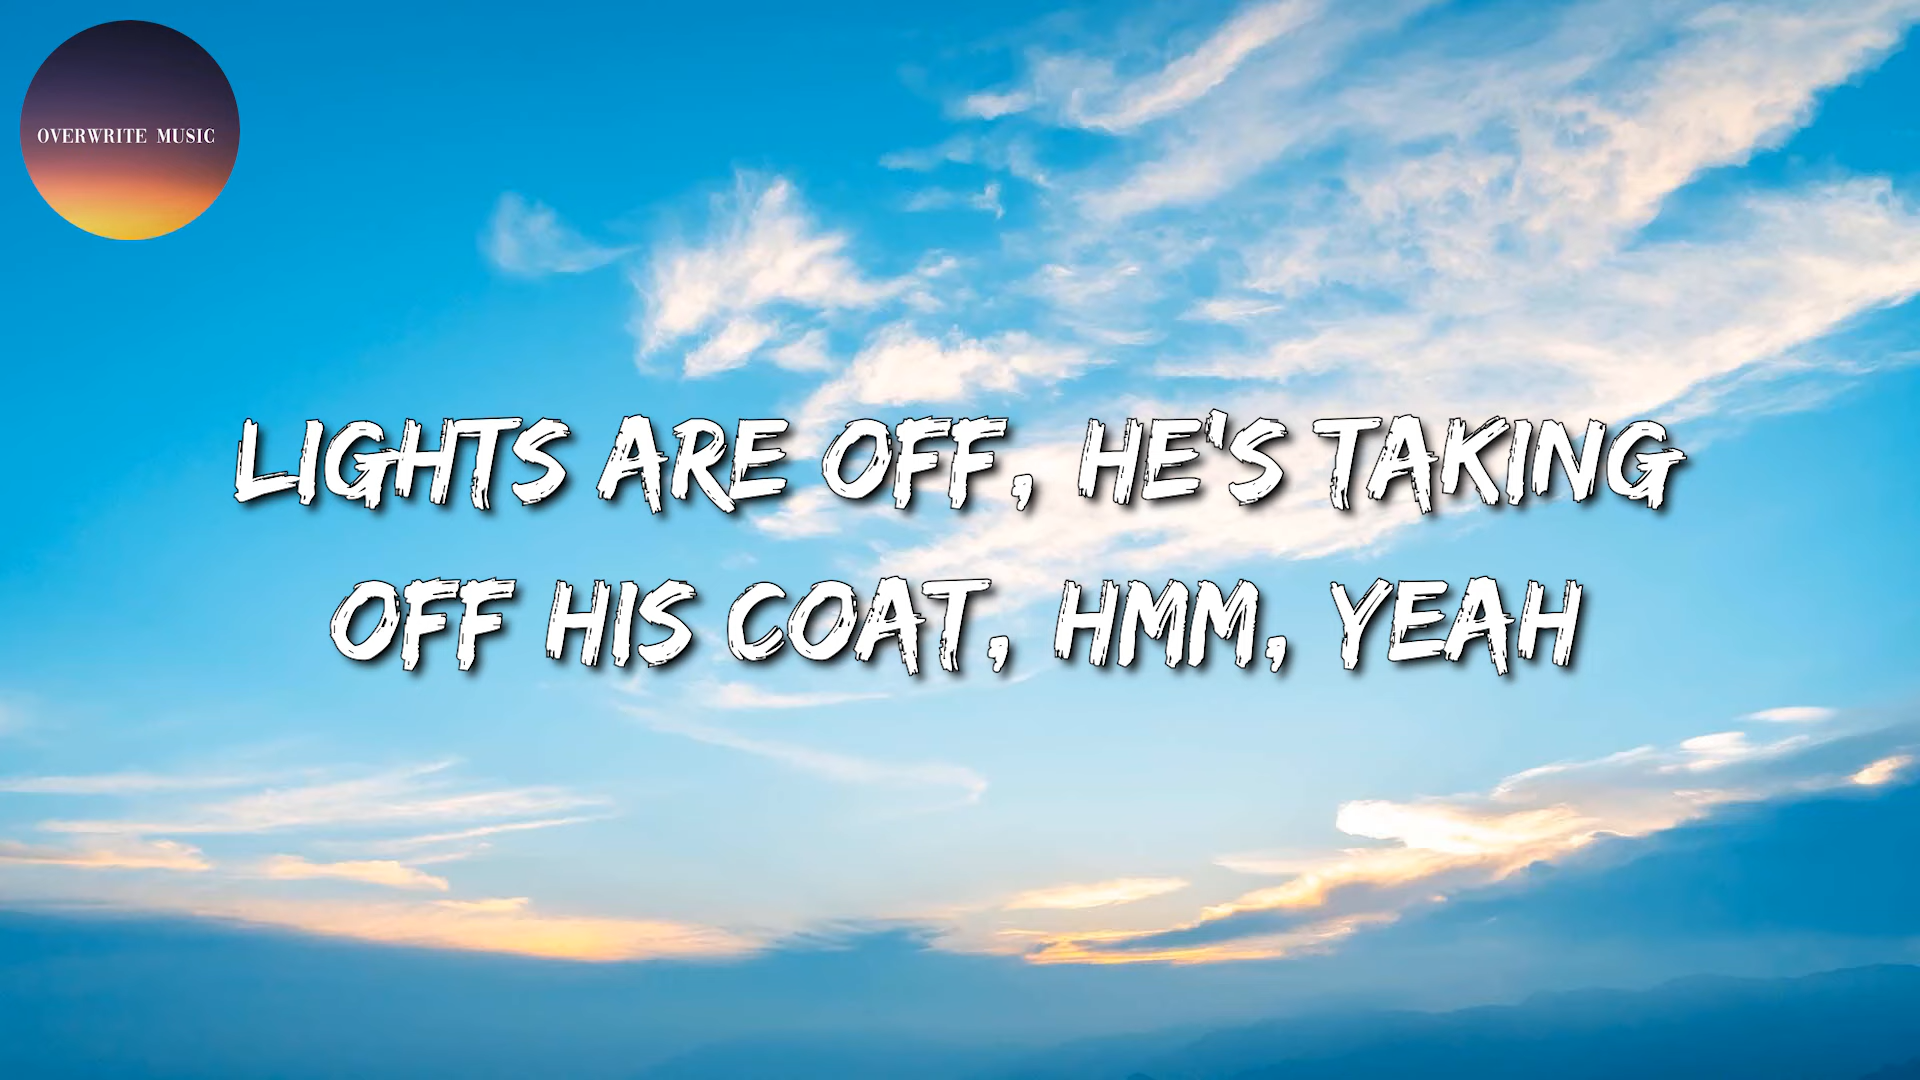 OVERWRITE MUSIC
LIGHTS ARE OFF, HE'S TAKING
OFF HIS COAT, HMM, YEAH